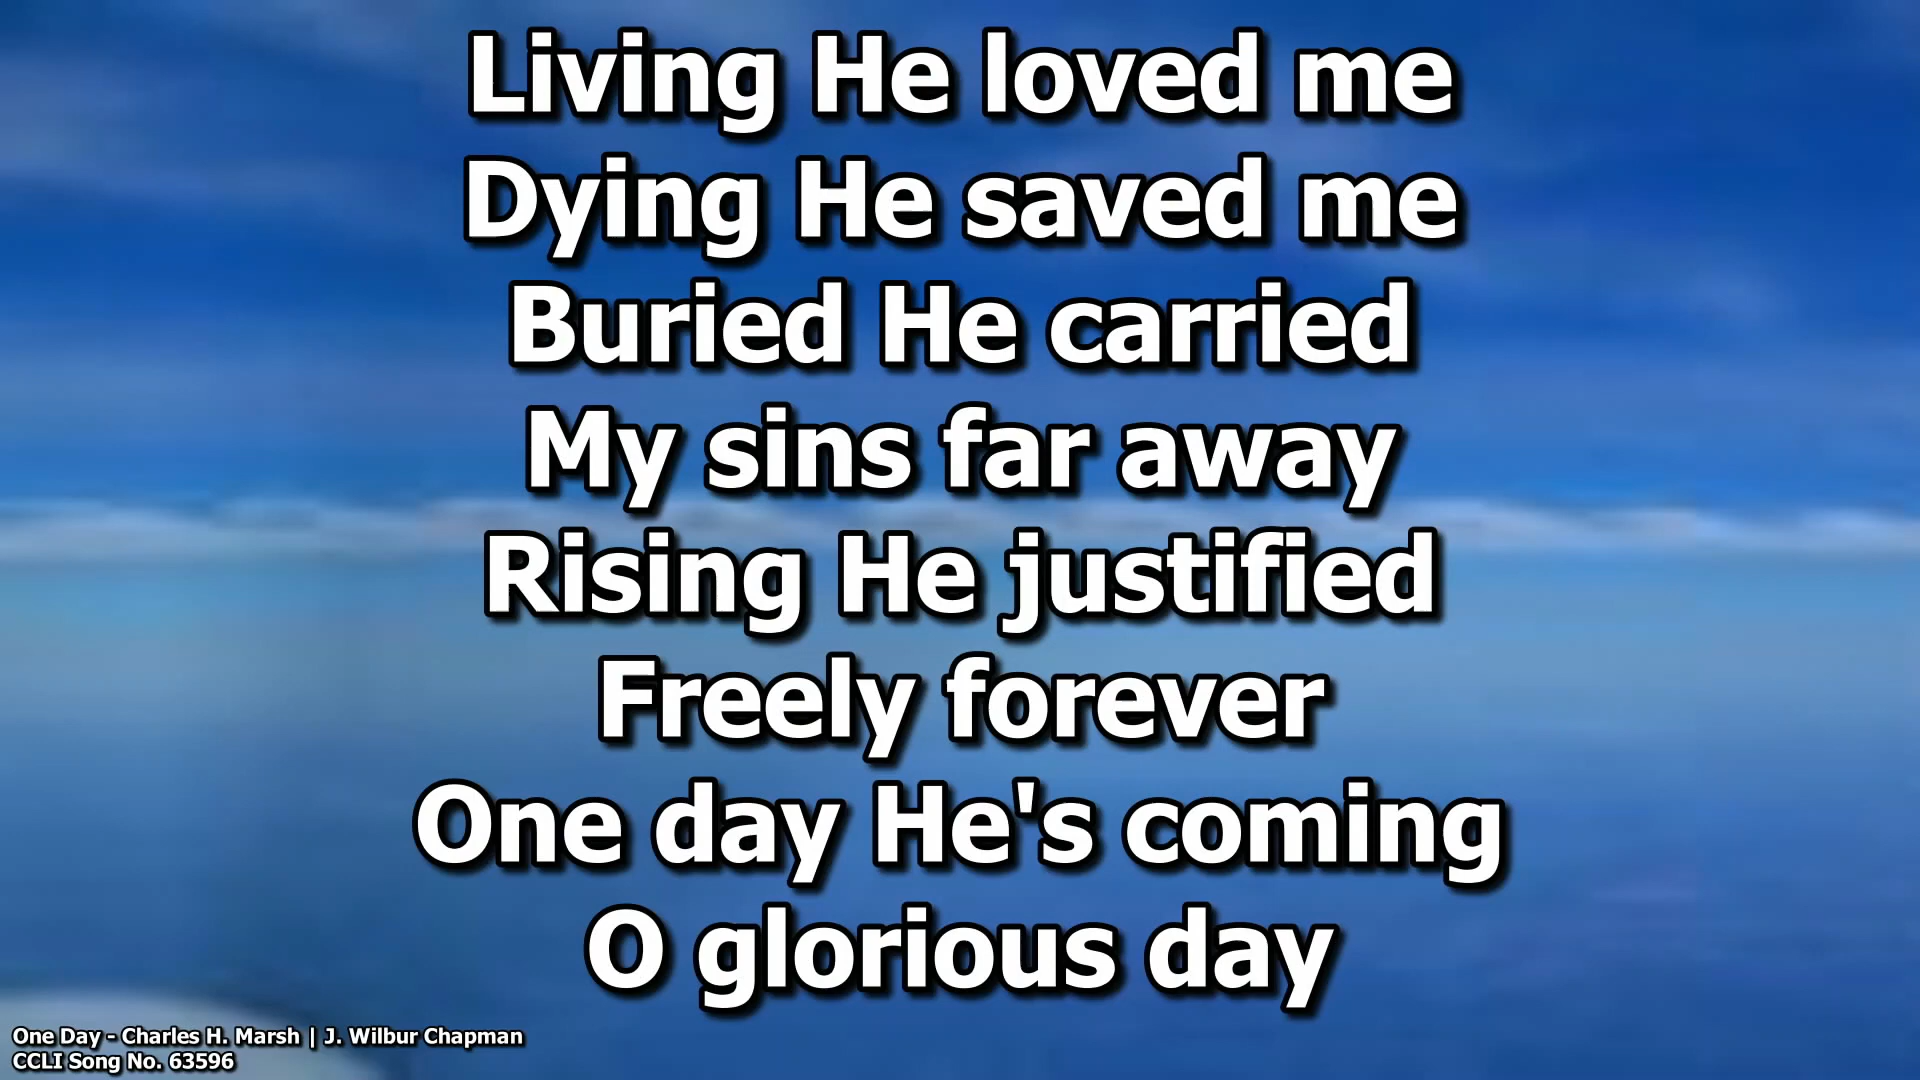 Living He loved me
Dying He saved me
Buried He carried
My sins far away
Rising He justified
Freely forever
One day He's coming
O glorious day
One Day - Charles H. Marsh | J. Wilbur Chapman
CCLI Song No. 63596